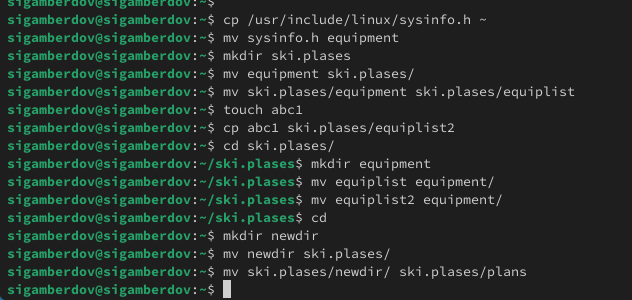 sigamberdov@sigamberdov:~$
sigamberdov@sigamberdov:~$ cp /usr/include/linux/sysinfo.h ~
sigamberdov@sigamberdov:~$ mv sysinfo.h equipment
sigamberdov@sigamberdov:~$ mkdir ski.plases
sigamberdov@sigamberdov:~$ mv equipment ski.plases/
sigamberdov@sigamberdov:~$ mv ski.plases/equipment ski.plases/equiplist
sigamberdov@sigamberdov:~$ touch abc1
sigamberdov@sigamberdov:~$ cp abc1 ski.plases/equiplist2
sigamberdov@sigamberdov:~$ cd ski.plases/
sigamberdov@sigamberdov:~/ski.plases$ mkdir equipment
sigamberdov@sigamberdov:~/ski.plases$ mv equiplist equipment/
sigamberdov@sigamberdov:~/ski.plases$ mv equiplist2 equipment/
sigamberdov@sigamberdov:~/ski.plases$ cd
sigamberdov@sigamberdov:~$ mkdir newdir
sigamberdov@sigamberdov:~$ mv newdir ski.plases/
sigamberdov@sigamberdov:~$ mv ski.plases/newdir/ ski.plases/plans
sigamberdov@sigamberdov:~$